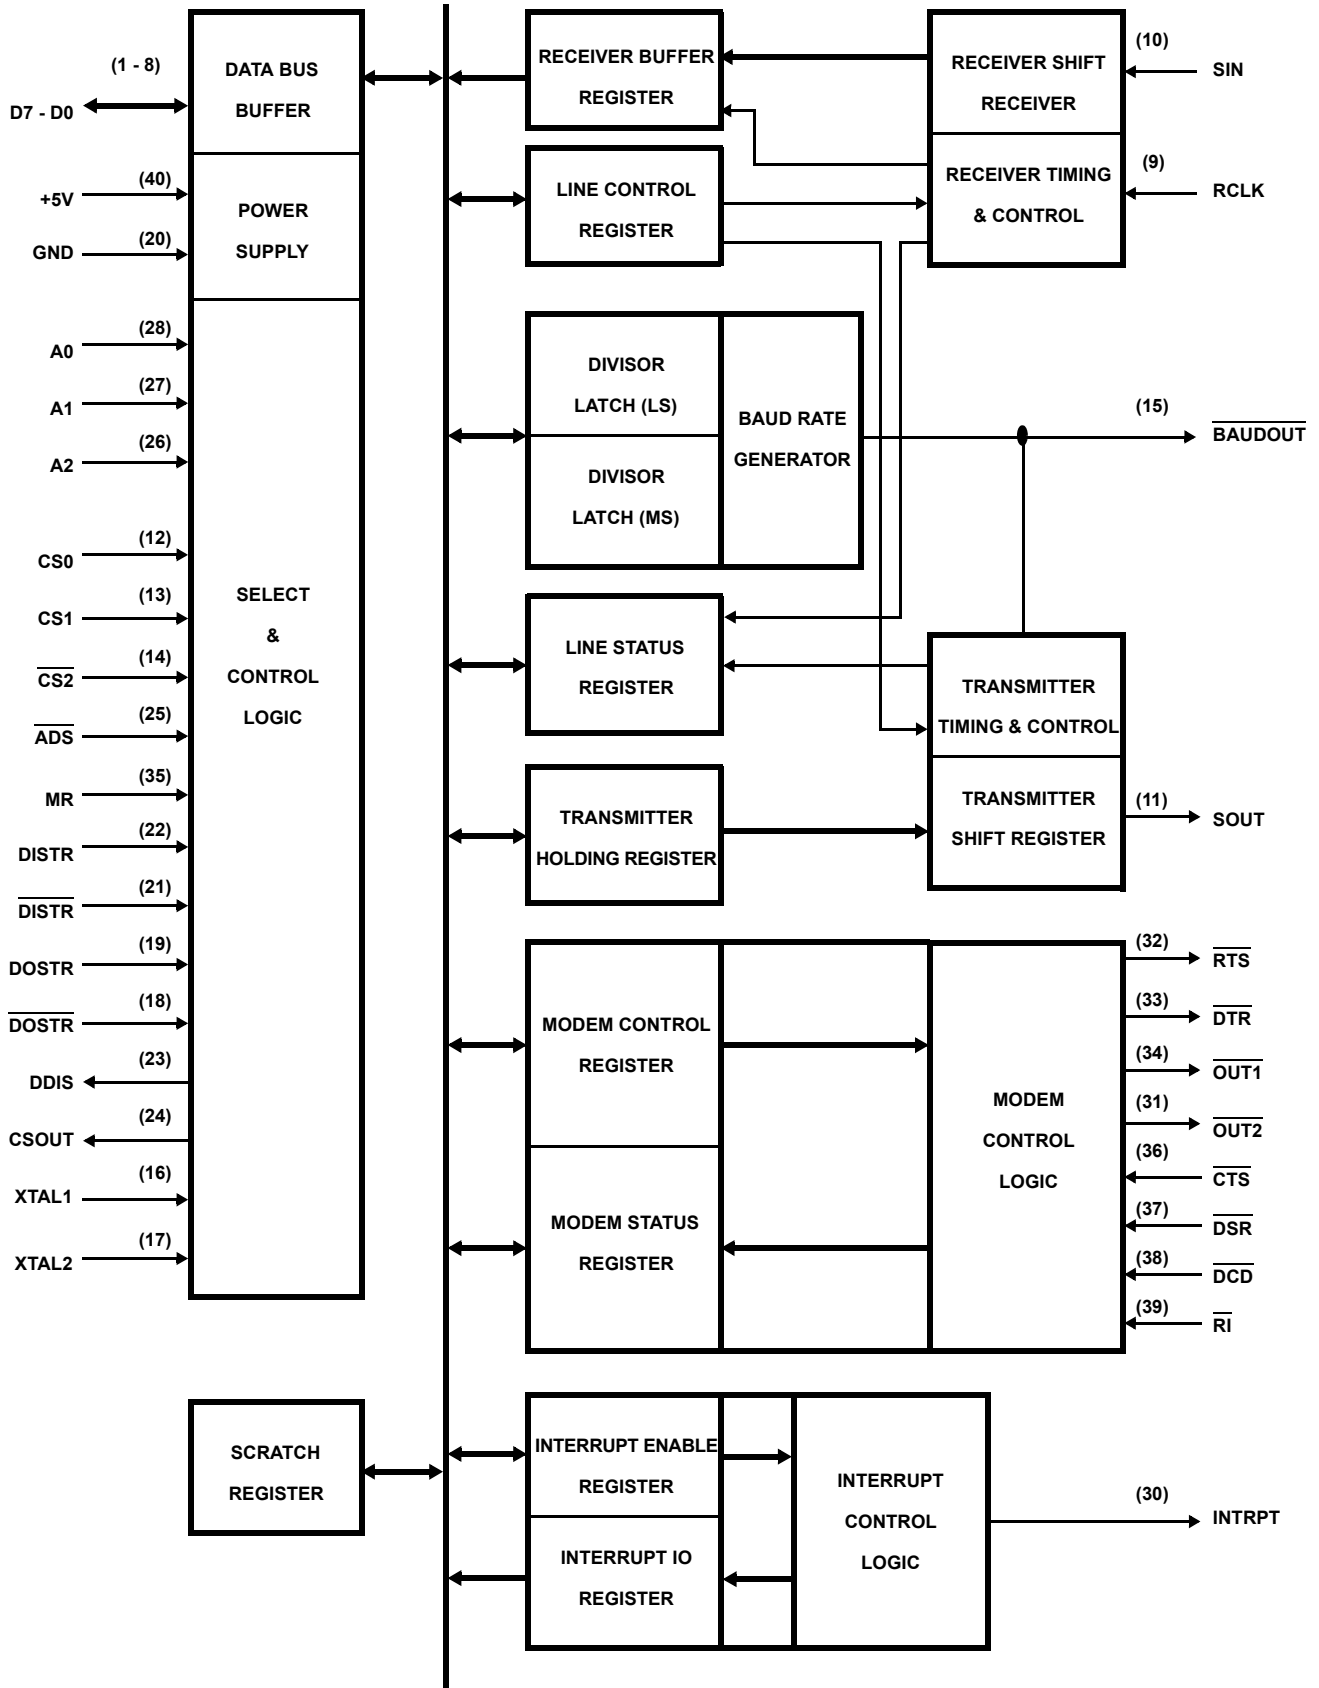 (1 - 8)
D7 - D0
DATA BUS
BUFFER
(40)
+5V
(20)
GND
POWER
SUPPLY
(28)
A0
(27)
A1
(26)
A2
(12)
CS0
(13)
CS1
(14)
CS2
(25)
ADS
(35)
MR
(22)
DISTR
(21)
DISTR
(19)
DOSTR
(18)
DOSTR
(23)
DDIS
(24)
CSOUT
(16)
XTAL1
(17)
XTAL2
SELECT
&
CONTROL
LOGIC
SCRATCH
REGISTER
RECEIVER BUFFER
REGISTER
LINE CONTROL
REGISTER
DIVISOR
LATCH (LS)
DIVISOR
LATCH (MS)
BAUD RATE
GENERATOR
LINE STATUS
REGISTER
TRANSMITTER
HOLDING REGISTER
MODEM CONTROL
REGISTER
MODEM STATUS
REGISTER
INTERRUPT ENABLE
REGISTER
INTERRUPT IO
REGISTER
INTERRUPT
CONTROL
LOGIC
RECEIVER SHIFT
RECEIVER
RECEIVER TIMING
& CONTROL
TRANSMITTER
TIMING & CONTROL
TRANSMITTER
SHIFT REGISTER
MODEM
CONTROL
LOGIC
(10)
SIN
(9)
RCLK
(15)
BAUDOUT
(11)
SOUT
(32)
RTS
(33)
DTR
(34)
OUT1
(31)
OUT2
(36)
CTS
(37)
DSR
(38)
DCD
(39)
RI
(30)
INTRPT